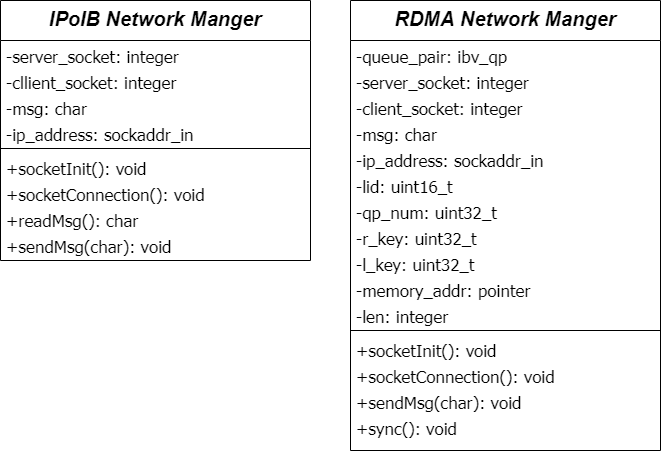 IPoIB Network Manger
-server_socket: integer
-cllient_socket: integer
-msg: char
-ip_address: sockaddr_in
+socketInit(): void
+socketConnection(): void
+readMsg(): char
+sendMsg(char): void
RDMA Network Manger
-queue_pair: ibv_qp
-server_socket: integer
-client_socket: integer
-msg: char
-ip_address: sockaddr_in
-lid: uint16_t
-qp_num: uint32_t
-r_key: uint32_t
-l_key: uint32_t
-memory_addr: pointer
-len: integer
+socketInit(): void
+socketConnection(): void
+sendMsg(char): void
+sync(): void